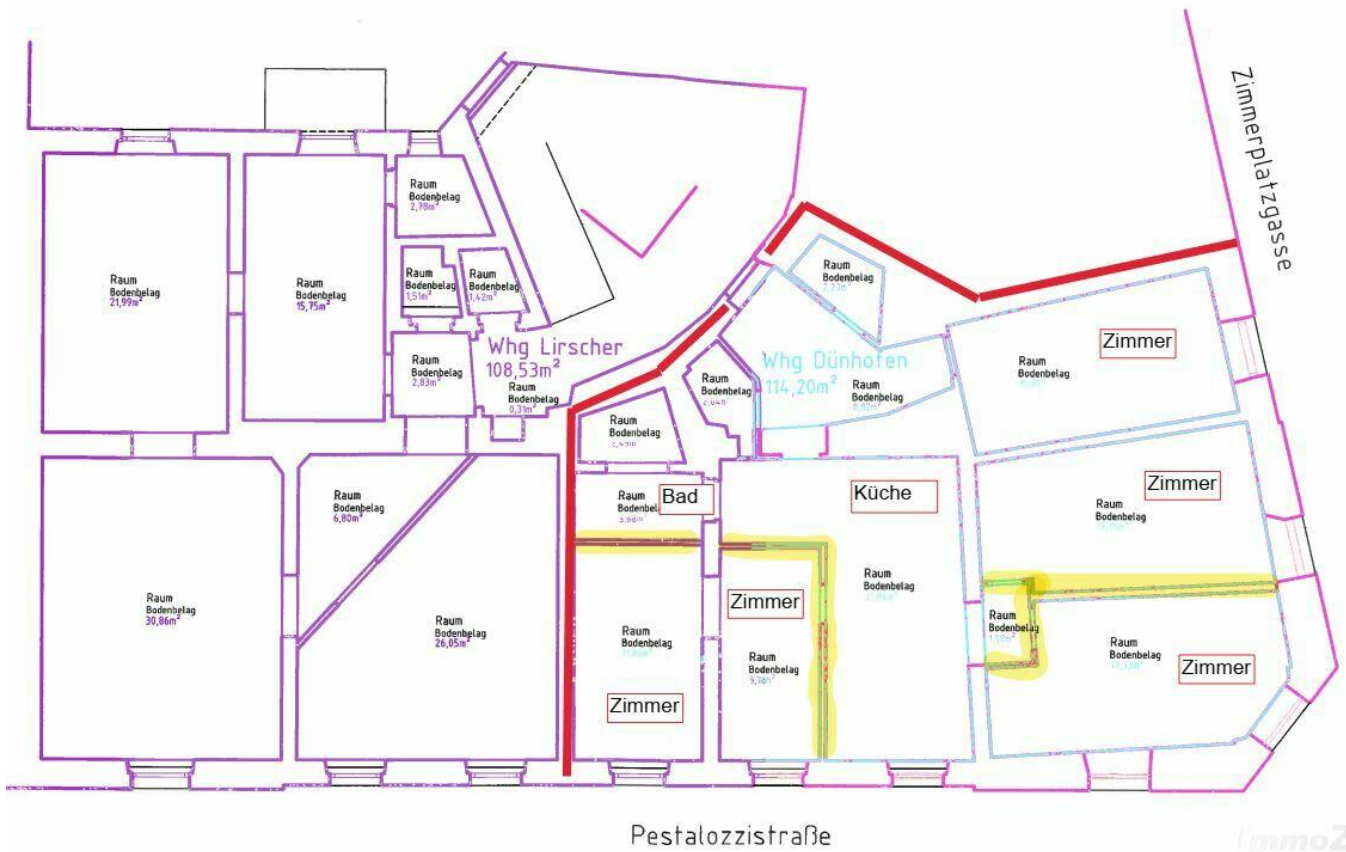 Zimmerplatzgasse
Raum
Bodenbelag
2,78m²
Raum
Bodenbelag
21,99m²
Raum
Bodenbelag
15,75m²
Raum
Bodenbelag
1,51m²
Raum
Bodenbelag
1,42m²
Raum
Bodenbelag
Whg Lirscher
108,53m²
Raum
Bodenbelag
2,83m²
Raum
Bodenbelag
0,31m²
Whg Dünhofen
114,20m²
Raum
Bodenbelag
Raum
Bodenbelag
Zimmer
Raum
Bodenbelag
Raum
Bodenbelag
Raum
Bodenbelag
6,80m²
Raum
Bodenbelag
Bad
Küche
Zimmer
Raum
Bodenbelag
Raum
Bodenbelag
30,86m²
Raum
Bodenbelag
26,05m²
Raum
Bodenbelag
Zimmer
Zimmer
Raum
Bodenbelag
Raum
Bodenbelag
Raum
Bodenbelag
Raum
Bodenbelag
Zimmer
Pestalozzistraße